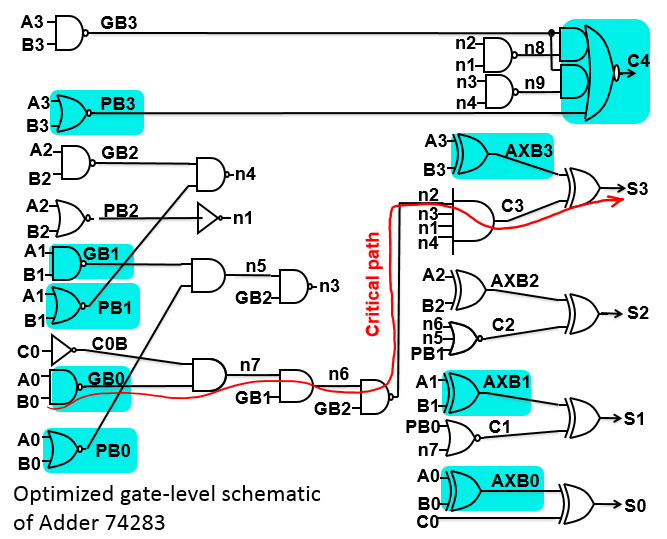 A3 GB3
B3
n2 n8
n1
C4
n3 n9
n4
A3 PB3
B3
A2 GB2
B2
n4
A2 PB2
B2
n1
A1 GB1
B1
n5
GB2
n3
A1
B1 PB1
C0 C0B
A0 GB0
B0
n7
GB1
n6
GB2
A0
B0 PB0
Critical path
A3 AXB3
B3
S3
n2 C3
n3
n1
n4
A2 AXB2
B2
S2
n6 C2
n5
PB1
A1 AXB1
B1
S1
PB0 C1
n7
A0 AXB0
B0
C0
S0
Optimized gate-level schematic
of Adder 74283